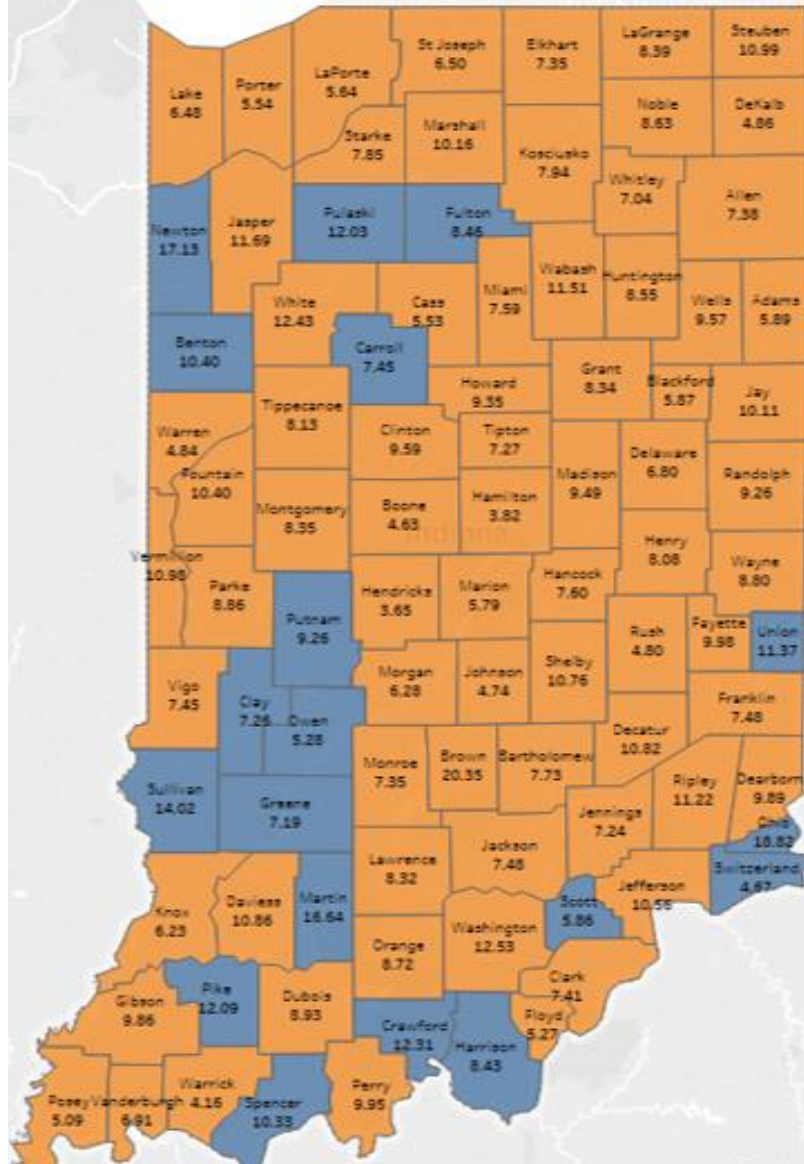 St Joseph
6.50
Elkhart
7.35
LaGrange
8.39
Steuben
10.99
Lake
6.48
Porter
5.54
LaPorte
5.64
Starke
7.85
Marshall
10.16
Kosciusko
7.94
Noble
8.63
DeKalb
4.86
Whitley
7.04
Allen
7.38
Newton
17.13
Jasper
11.69
Pulaski
12.03
Fulton
8.46
White
12.43
Cass
5.53
Miami
7.59
Wabash
11.51
Huntington
8.55
Wells
9.57
Adams
5.89
Benton
10.40
Carroll
7.45
Howard
9.35
Grant
8.34
Blackford
5.87
Jay
10.11
Warren
4.84
Tippecanoe
8.13
Clinton
9.59
Tipton
7.27
Madison
9.49
Delaware
6.80
Randolph
9.26
Fountain
10.40
Montgomery
8.35
Boone
4.63
Hamilton
3.82
Indiana
Henry
8.08
Wayne
8.80
Vermillion
10.98
Parke
8.86
Putnam
9.26
Hendricks
3.65
Marion
5.79
Hancock
7.60
Rush
4.80
Fayette
9.98
Union
11.37
Vigo
7.45
Clay
7.26
Owen
5.28
Morgan
6.28
Johnson
4.74
Shelby
10.76
Franklin
7.48
Decatur
10.82
Sullivan
14.02
Greene
7.19
Monroe
7.35
Brown
20.35
Bartholomew
7.73
Jennings
7.24
Ripley
11.22
Dearborn
9.89
Ohio
18.82
Switzerland
4.67
Knox
6.23
Daviess
10.86
Martin
16.64
Lawrence
8.32
Jackson
7.48
Scott
5.86
Jefferson
10.56
Orange
8.72
Washington
12.53
Clark
7.41
Floyd
5.27
Gibson
9.86
Pike
12.09
Dubois
8.93
Crawford
12.31
Harrison
8.43
Posey
5.09
Vanderburgh
6.91
Warrick
4.16
Spencer
10.33
Perry
9.95